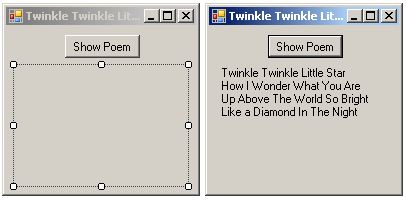 Twinkle Twinkle Lit...
Show Poem
Twinkle Twinkle Lit...
Show Poem
Twinkle Twinkle Little Star
How I Wonder What You Are
Up Above The World So Bright
Like a Diamond In The Night